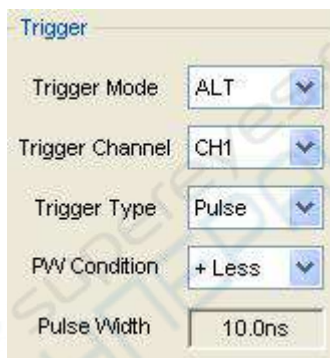 Trigger
Trigger Mode ALT
Trigger Channel CH1
Trigger Type Pulse
PW Condition + Less
Pulse Width 10.0ns